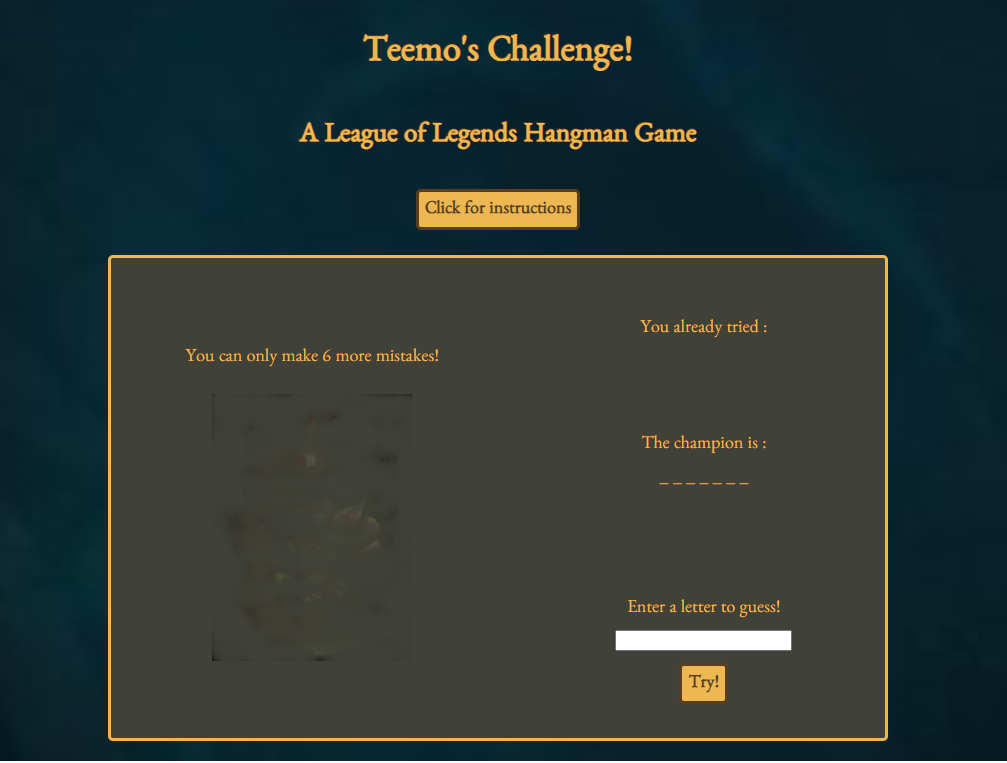 Teemo's Challenge!
A League of Legends Hangman Game
Click for instructions
You can only make 6 more mistakes!
You already tried :
The champion is :
_ _ _ _ _ _ _
Enter a letter to guess!
Try!